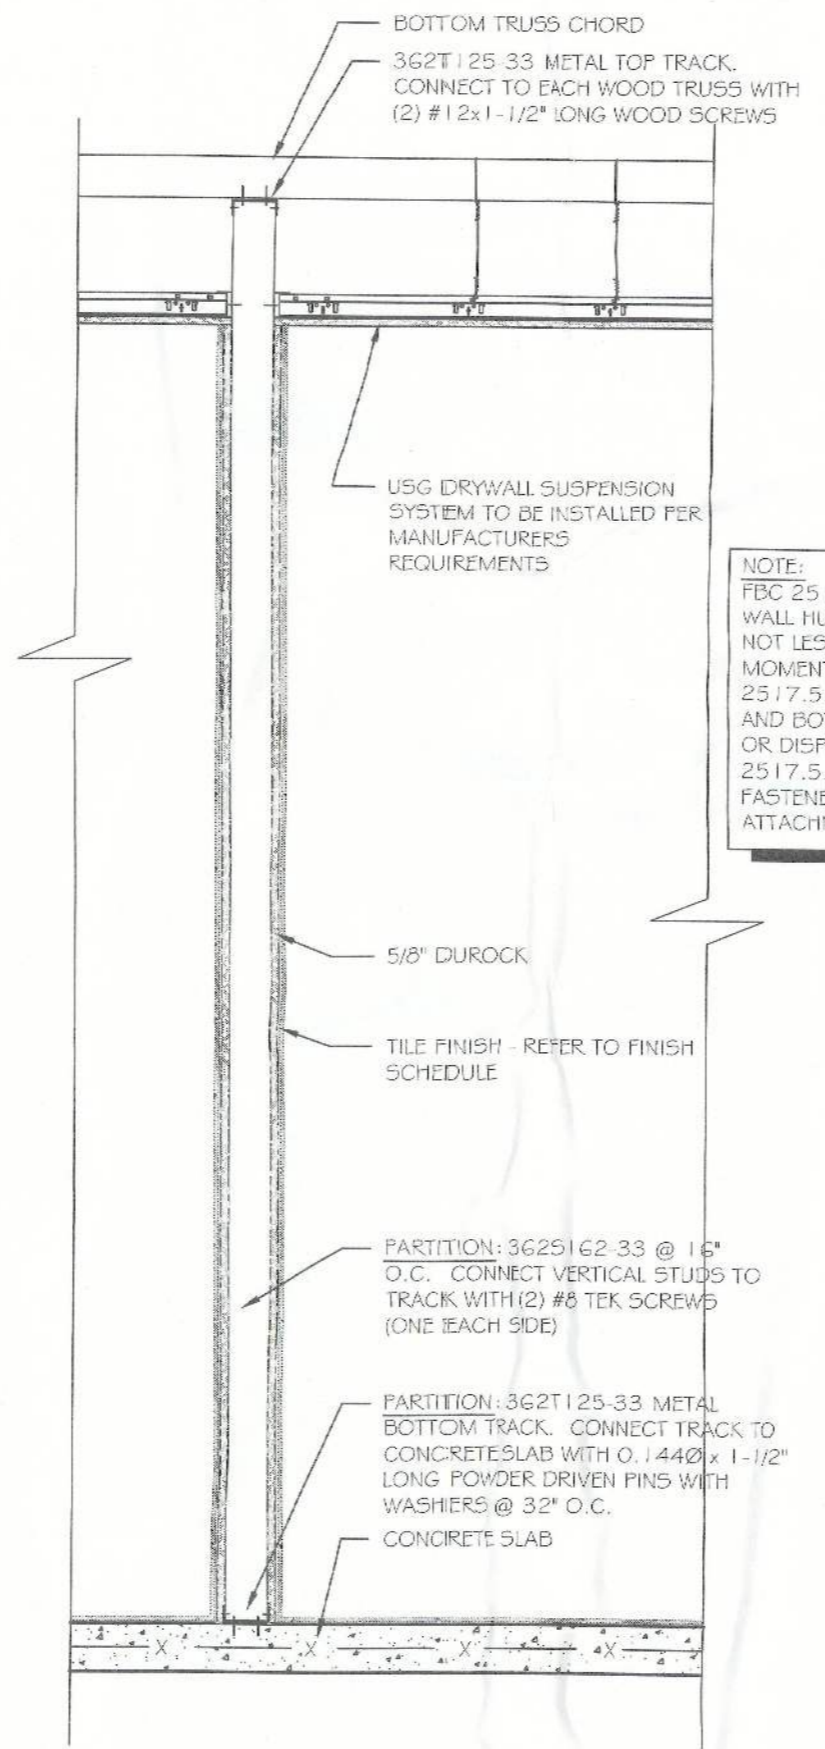 BOTTOM TRUSS CHORD
362T125-33 METAL TOP TRACK.
CONNECT TO EACH WOOD TRUSS WITH
(2) #12x1-1/2" LONG WOOD SCREWS
USG DRYWALL SUSPENSION
SYSTEM TO BE INSTALLED PER
MANUFACTURERS
REQUIREMENTS
NOTE:
FBC 25
WALL HU
NOT LES
MOMENT
2517.5
AND BO
OR DISP
2517.5
FASTENE
ATTACH
5/8" DUROCK
TILE FINISH - REFER TO FINISH
SCHEDULE
PARTITION: 362S162-33 @ 16"
O.C. CONNECT VERTICAL STUDS TO
TRACK WITH (2) #8 TEK SCREWS
(ONE EACH SIDE)
PARTITION: 362T125-33 METAL
BOTTOM TRACK. CONNECT TRACK TO
CONCRETE SLAB WITH 0.144Ø x 1-1/2"
LONG POWDER DRIVEN PINS WITH
WASHERS @ 32" O.C.
CONCRETE SLAB
X X X X